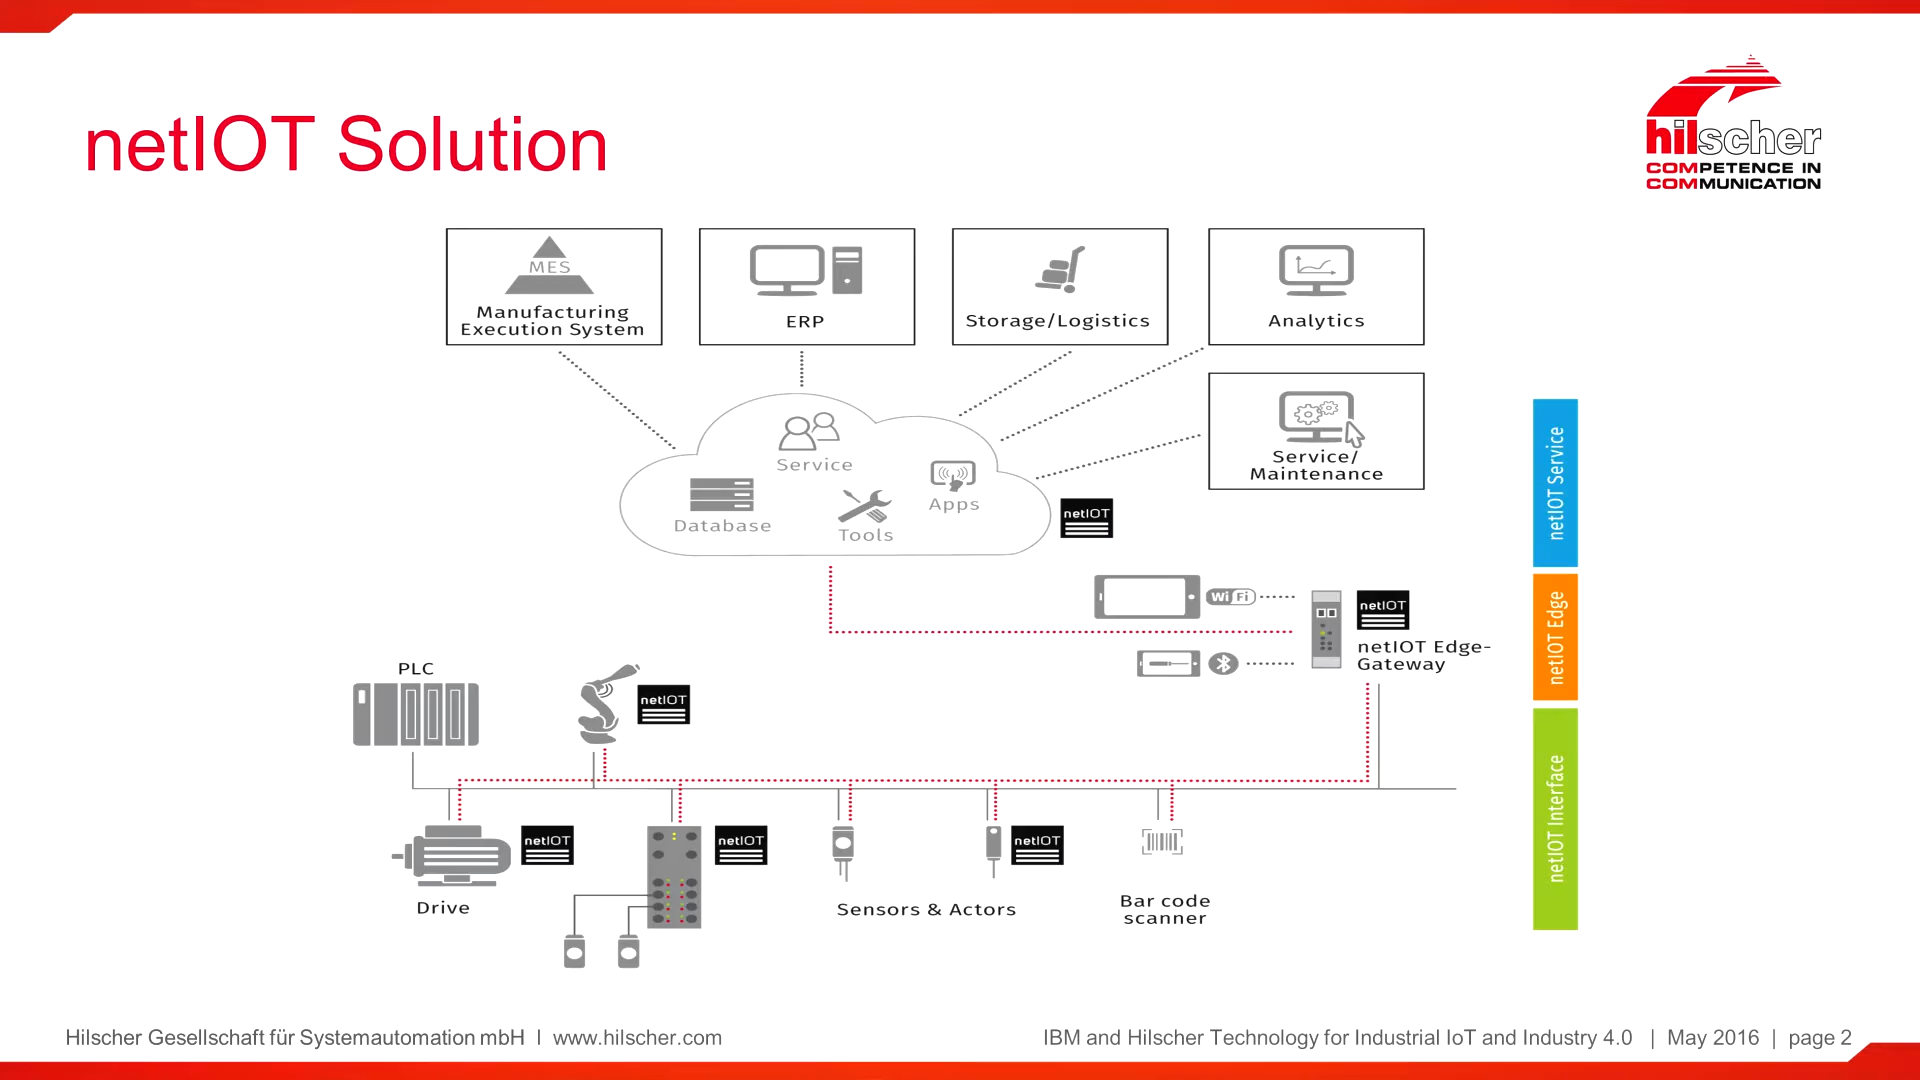 netIOT Solution
hilscher
COMPETENCE IN
COMMUNICATION
MES
Manufacturing
Execution System
ERP
Storage/Logistics
Analytics
Service/
Maintenance
Service
Database
Tools
Apps
netIOT
WiFi
netIOT
netIOT Edge-
Gateway
PLC
netIOT
netIOT
Drive
netIOT
netIOT
Sensors & Actors
Bar code
scanner
netIOT Service
netIOT Edge
netIOT Interface
Hilscher Gesellschaft für Systemautomation mbH I www.hilscher.com
IBM and Hilscher Technology for Industrial IoT and Industry 4.0 | May 2016 | page 2